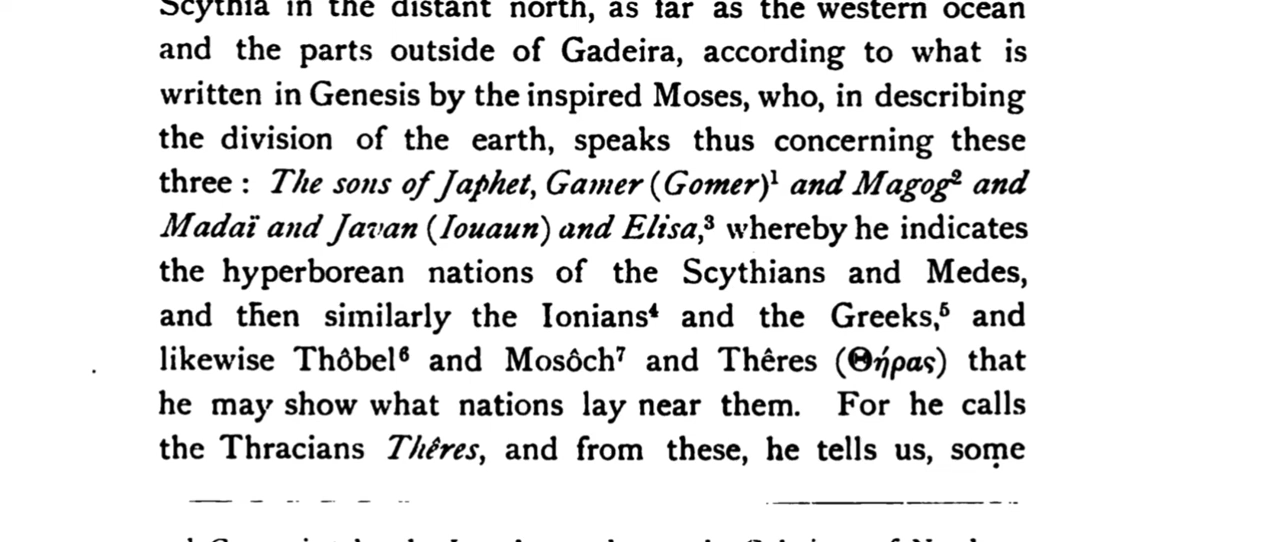 Scythia in the distant north, as far as the western ocean
and the parts outside of Gadeira, according to what is
written in Genesis by the inspired Moses, who, in describing
the division of the earth, speaks thus concerning these
three : The sons of Japhet, Gamer (Gomer)¹ and Magog² and
Madaï and Javan (Iouaun) and Elisa,³ whereby he indicates
the hyperborean nations of the Scythians and Medes,
and then similarly the Ionians⁴ and the Greeks,⁵ and
likewise Thôbel⁶ and Mosôch⁷ and Thêres (Θήρας) that
he may show what nations lay near them. For he calls
the Thracians Thêres, and from these, he tells us, some